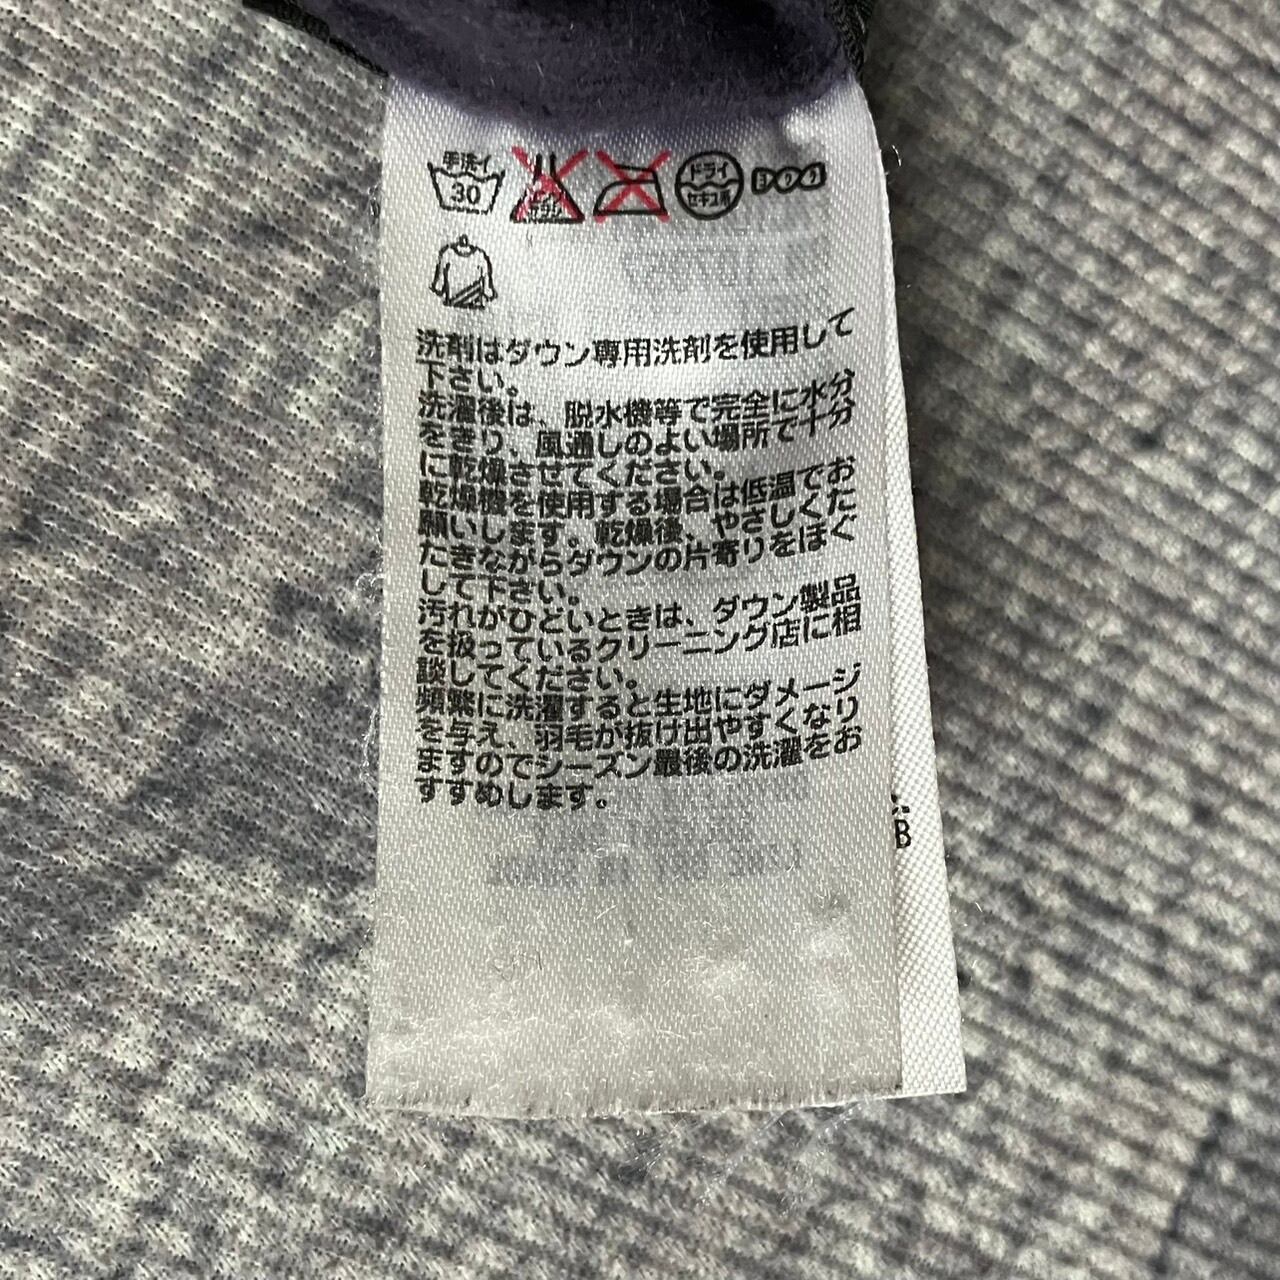 手洗イ
30
ドライ
セキユ系
ヨワク
洗剤はダウン専用洗剤を使用して
下さい。
洗濯後は、脱水機等で完全に水分
をきり、風通しのよい場所で十分
に乾燥させてください。
乾燥機を使用する場合は低温でお
願いします。乾燥後、やさしくた
たきながらダウンの片寄りをほぐ
して下さい。
汚れがひどいときは、ダウン製品
を扱っているクリーニング店に相
談してください。
頻繁に洗濯すると生地にダメージ
を与え、羽毛が抜け出やすくなり
ますのでシーズン最後の洗濯をお
すすめします。
B